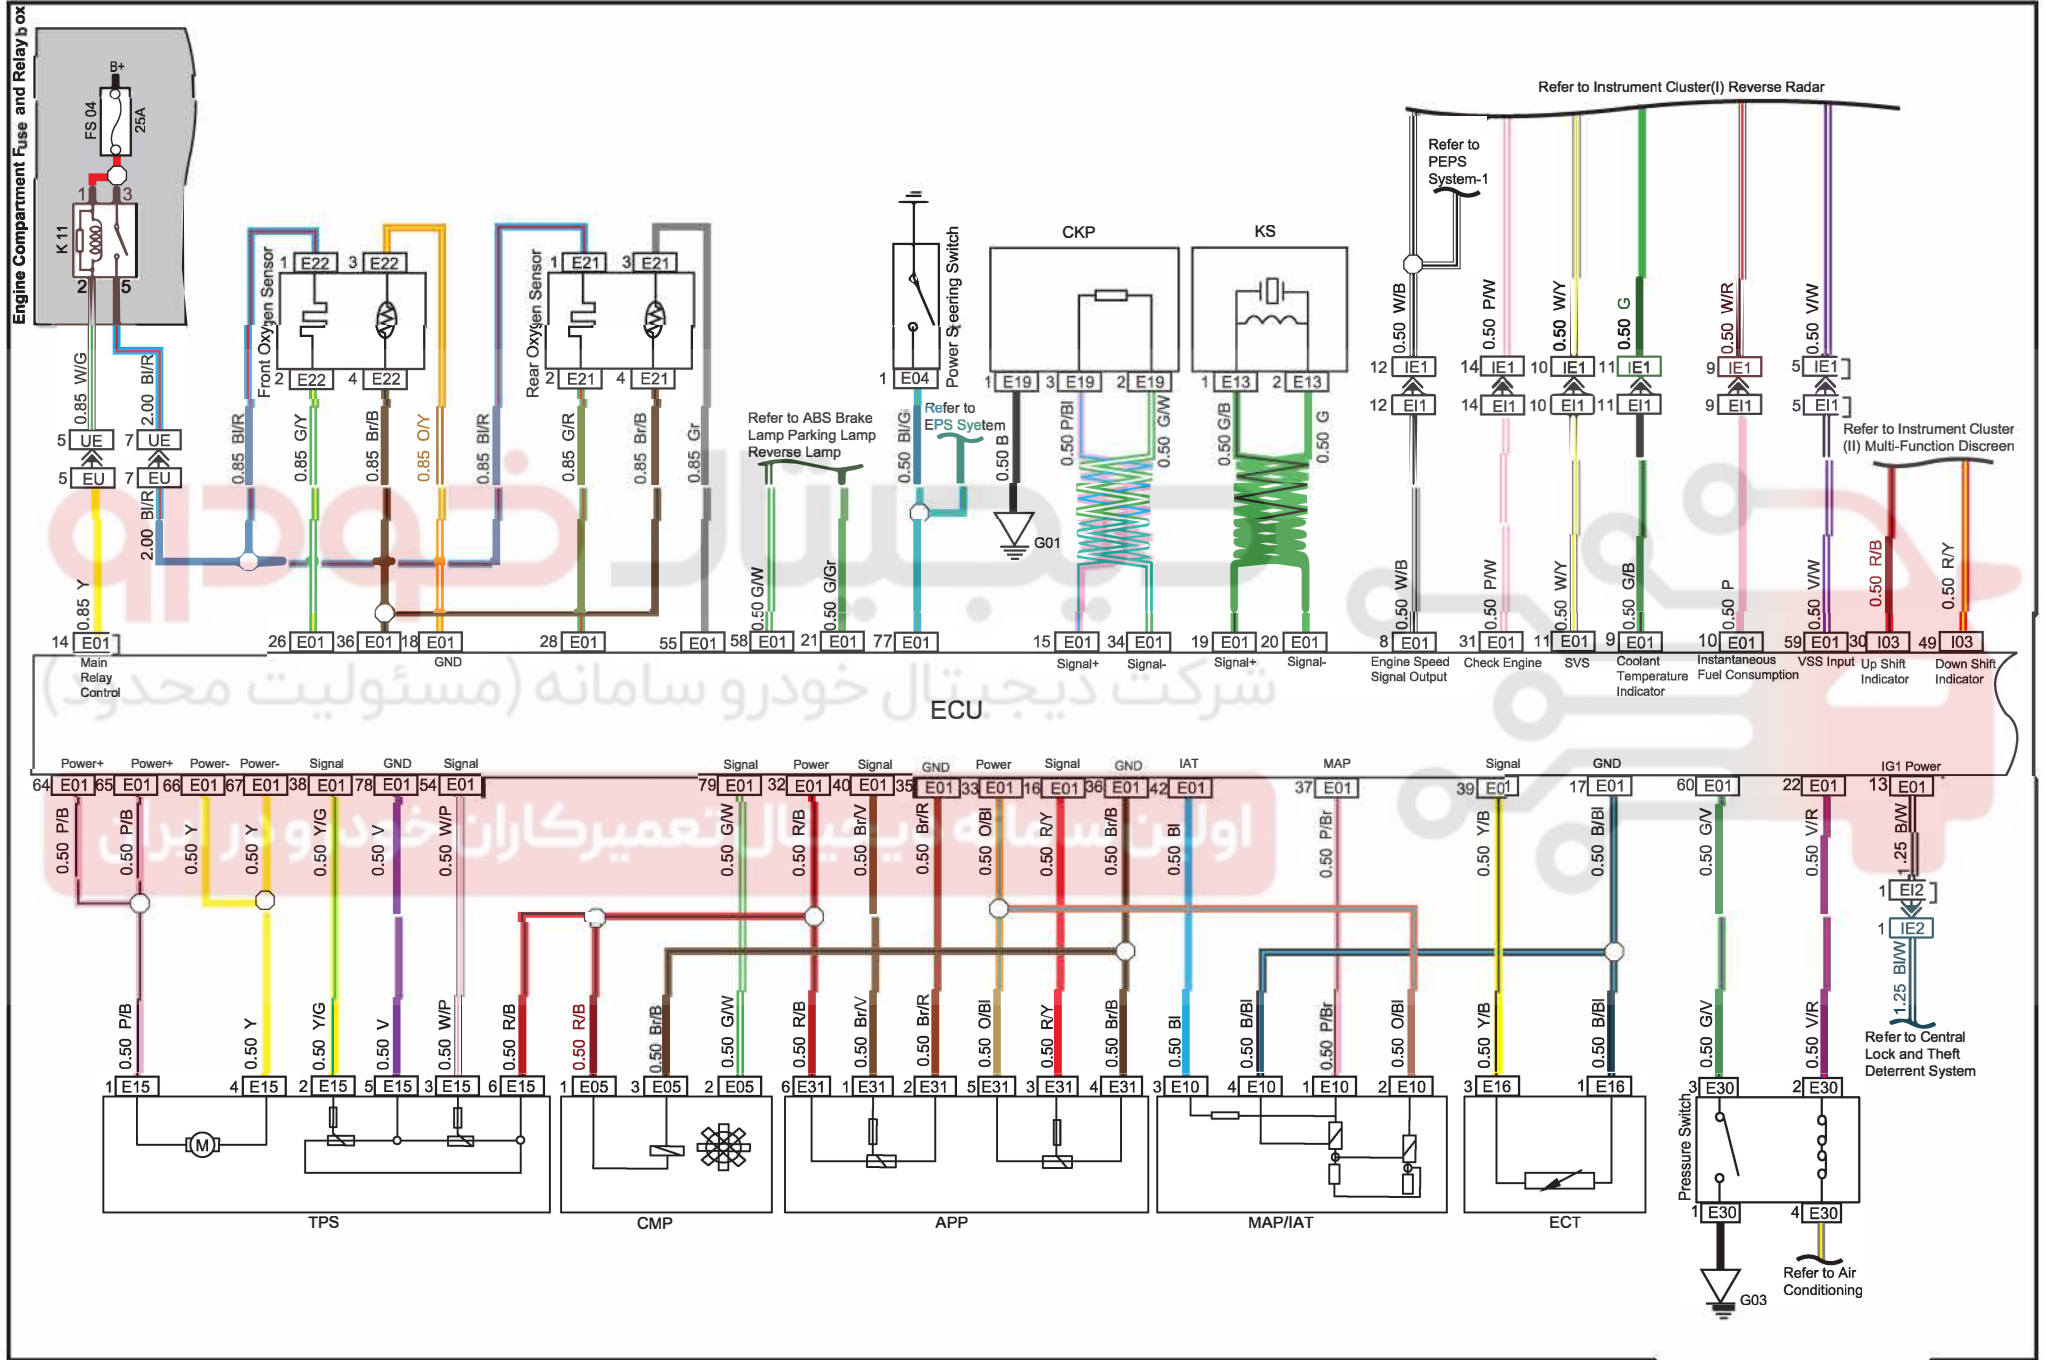 Engine Compartment Fuse and Relay box
B+
FS 04
25A
1 3
K 11
2 5
0.85 W/G
2.00 Bl/R
5 UE 7 UE
5 EU 7 EU
2.00 Bl/R
0.85 Y
Front Oxygen Sensor
1 E22 3 E22
2 E22 4 E22
0.85 Bl/R
0.85 G/Y
0.85 Br/B
0.85 O/Y
Rear Oxygen Sensor
1 E21 3 E21
2 E21 4 E21
0.85 Bl/R
0.85 G/R
0.85 Br/B
0.85 Gr
Refer to ABS Brake
Lamp Parking Lamp
Reverse Lamp
0.50 G/W
0.50 G/Gr
Power Steering Switch
1 E04
0.50 Bl/G
Refer to
EPS Syetem
CKP
1 E19 3 E19 2 E19
0.50 B
G01
0.50 P/Bl
0.50 G/W
KS
1 E13 2 E13
0.50 G/B
0.50 G
Refer to Instrument Cluster(I) Reverse Radar
Refer to
PEPS
System-1
0.50 W/B
0.50 P/W
0.50 W/Y
0.50 G
0.50 W/R
0.50 V/W
12 IE1 14 IE1 10 IE1 11 IE1 9 IE1 5 IE1
12 EI1 14 EI1 10 EI1 11 EI1 9 EI1 5 EI1
Refer to Instrument Cluster
(II) Multi-Function Discreen
0.50 W/B
0.50 P/W
0.50 W/Y
0.50 G/B
0.50 P
0.50 V/W
0.50 R/B
0.50 R/Y
دیجیتال خودرو
14 E01 26 E01 36 E01 18 E01 28 E01 55 E01 58 E01 21 E01 77 E01 15 E01 34 E01 19 E01 20 E01 8 E01 31 E01 11 E01 9 E01 10 E01 59 E01 30 I03 49 I03
Main
Relay
Control
GND
Signal+
Signal-
Signal+
Signal-
Engine Speed
Signal Output
Check Engine
SVS
Coolant
Temperature
Indicator
Instantaneous
Fuel Consumption
VSS Input
Up Shift
Indicator
Down Shift
Indicator
شرکت دیجیتال خودرو سامانه (مسئولیت محدود)
ECU
Power+ Power+ Power- Power- Signal GND Signal Signal Power Signal GND Power Signal GND IAT MAP Signal GND IG1 Power
64 E01 65 E01 66 E01 67 E01 38 E01 78 E01 54 E01 79 E01 32 E01 40 E01 35 E01 33 E01 16 E01 36 E01 42 E01 37 E01 39 E01 17 E01 60 E01 22 E01 13 E01
اولین سامانه دیجیتال تعمیرکاران خودرو در ایران
0.50 P/B
0.50 P/B
0.50 Y
0.50 Y
0.50 Y/G
0.50 V
0.50 W/P
0.50 G/W
0.50 R/B
0.50 Br/V
0.50 Br/R
0.50 O/Bl
0.50 R/Y
0.50 Br/B
0.50 Bl
0.50 P/Br
0.50 Y/B
0.50 B/Bl
0.50 G/V
0.50 V/R
1.25 B/W
1 EI2
1 IE2
1.25 Bl/W
Refer to Central
Lock and Theft
Deterrent System
0.50 P/B
0.50 Y
0.50 Y/G
0.50 V
0.50 W/P
0.50 R/B
0.50 R/B
0.50 Br/B
0.50 G/W
0.50 R/B
0.50 Br/V
0.50 Br/R
0.50 O/Bl
0.50 R/Y
0.50 Br/B
0.50 Bl
0.50 B/Bl
0.50 P/Br
0.50 O/Bl
0.50 Y/B
0.50 B/Bl
0.50 G/V
0.50 V/R
1 E15 4 E15 2 E15 5 E15 3 E15 6 E15 1 E05 3 E05 2 E05 6 E31 1 E31 2 E31 5 E31 3 E31 4 E31 3 E10 4 E10 1 E10 2 E10 3 E16 1 E16 3 E30 2 E30
M
Pressure Switch
1 E30 4 E30
TPS
CMP
APP
MAP/IAT
ECT
G03
Refer to Air
Conditioning